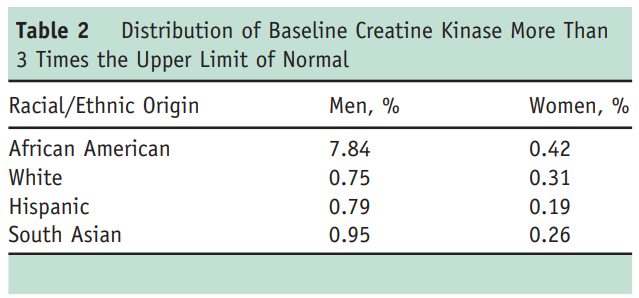 Table 2 Distribution of Baseline Creatine Kinase More Than
3 Times the Upper Limit of Normal
Racial/Ethnic Origin Men, % Women, %
African American 7.84 0.42
White 0.75 0.31
Hispanic 0.79 0.19
South Asian 0.95 0.26